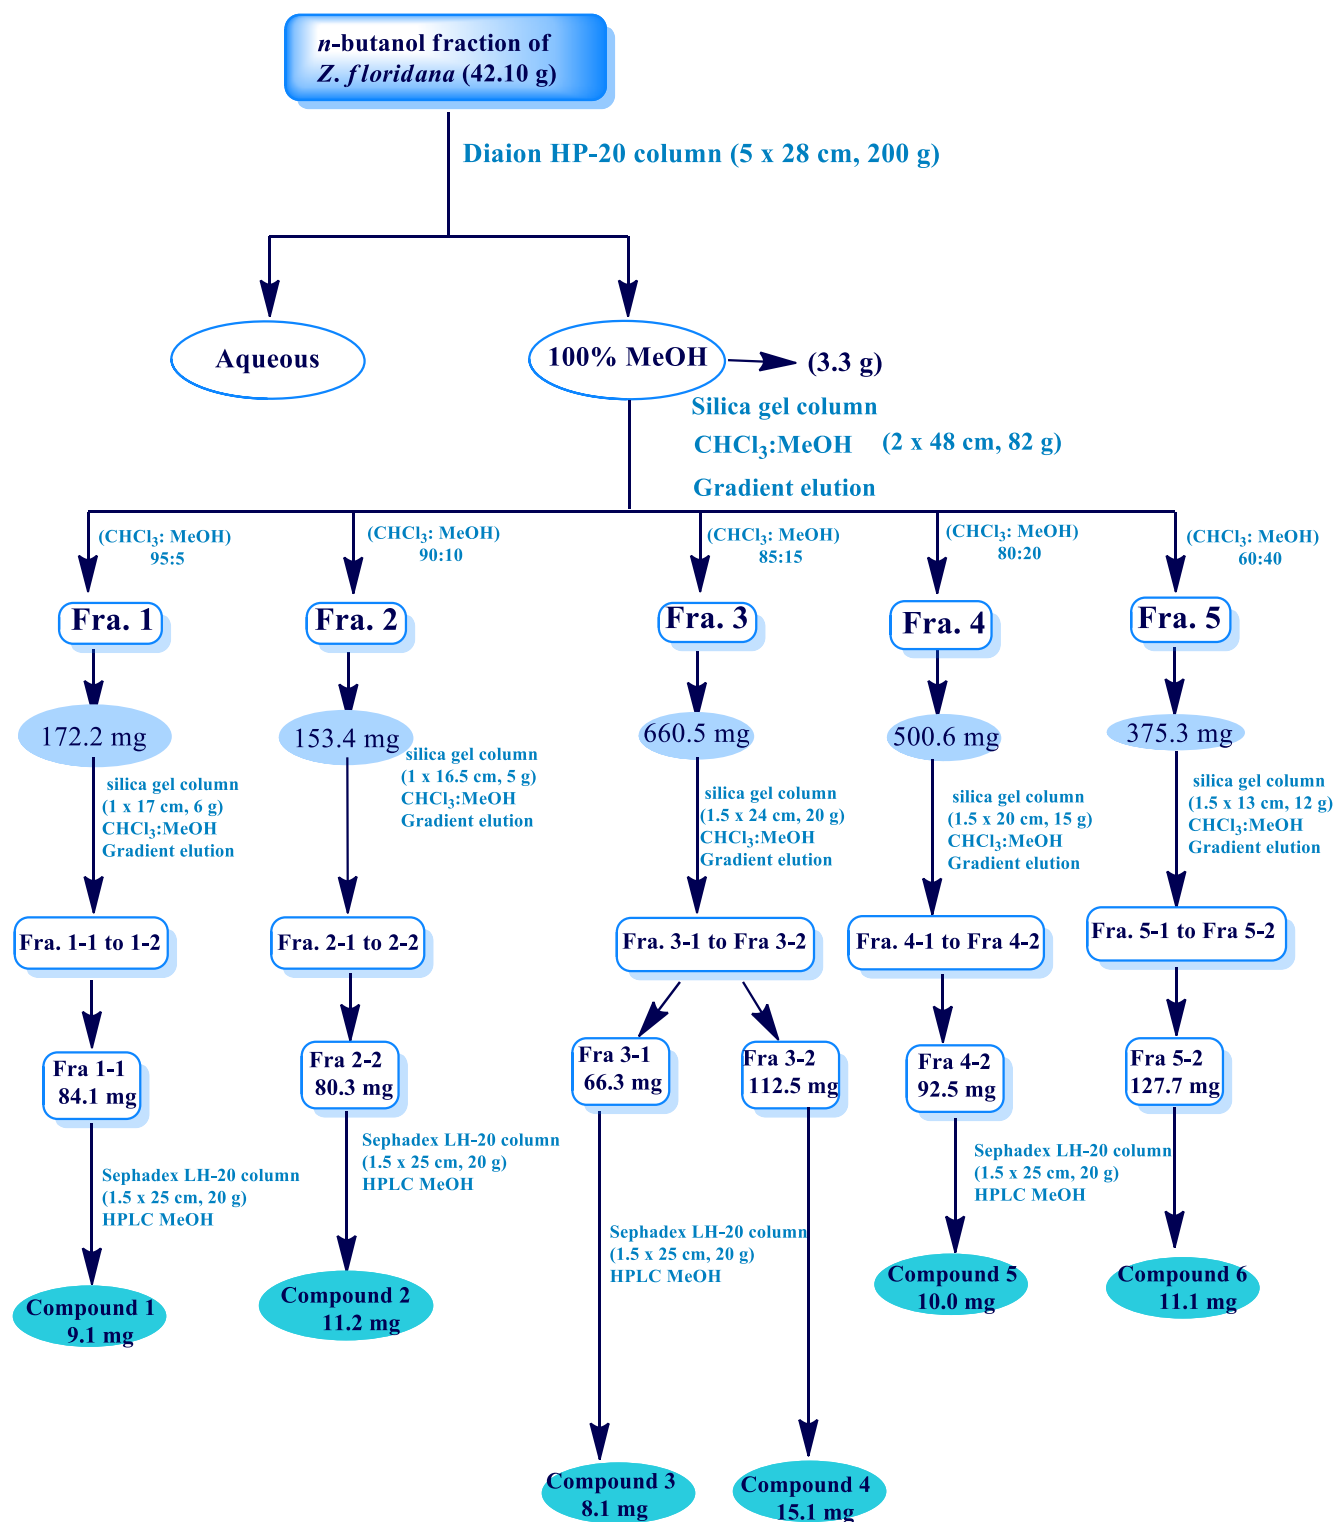 n-butanol fraction of
Z. floridana (42.10 g)
Diaion HP-20 column (5 x 28 cm, 200 g)
Aqueous
100% MeOH
(3.3 g)
Silica gel column
CHCl₃:MeOH (2 x 48 cm, 82 g)
Gradient elution
(CHCl₃: MeOH)
95:5
(CHCl₃: MeOH)
90:10
(CHCl₃: MeOH)
85:15
(CHCl₃: MeOH)
80:20
(CHCl₃: MeOH)
60:40
Fra. 1
Fra. 2
Fra. 3
Fra. 4
Fra. 5
172.2 mg
153.4 mg
660.5 mg
500.6 mg
375.3 mg
silica gel column
(1 x 17 cm, 6 g)
CHCl₃:MeOH
Gradient elution
silica gel column
(1 x 16.5 cm, 5 g)
CHCl₃:MeOH
Gradient elution
silica gel column
(1.5 x 24 cm, 20 g)
CHCl₃:MeOH
Gradient elution
silica gel column
(1.5 x 20 cm, 15 g)
CHCl₃:MeOH
Gradient elution
silica gel column
(1.5 x 13 cm, 12 g)
CHCl₃:MeOH
Gradient elution
Fra. 1-1 to 1-2
Fra. 2-1 to 2-2
Fra. 3-1 to Fra 3-2
Fra. 4-1 to Fra 4-2
Fra. 5-1 to Fra 5-2
Fra 1-1
84.1 mg
Fra 2-2
80.3 mg
Fra 3-1
66.3 mg
Fra 3-2
112.5 mg
Fra 4-2
92.5 mg
Fra 5-2
127.7 mg
Sephadex LH-20 column
(1.5 x 25 cm, 20 g)
HPLC MeOH
Sephadex LH-20 column
(1.5 x 25 cm, 20 g)
HPLC MeOH
Sephadex LH-20 column
(1.5 x 25 cm, 20 g)
HPLC MeOH
Sephadex LH-20 column
(1.5 x 25 cm, 20 g)
HPLC MeOH
Compound 1
9.1 mg
Compound 2
11.2 mg
Compound 5
10.0 mg
Compound 6
11.1 mg
Compound 3
8.1 mg
Compound 4
15.1 mg